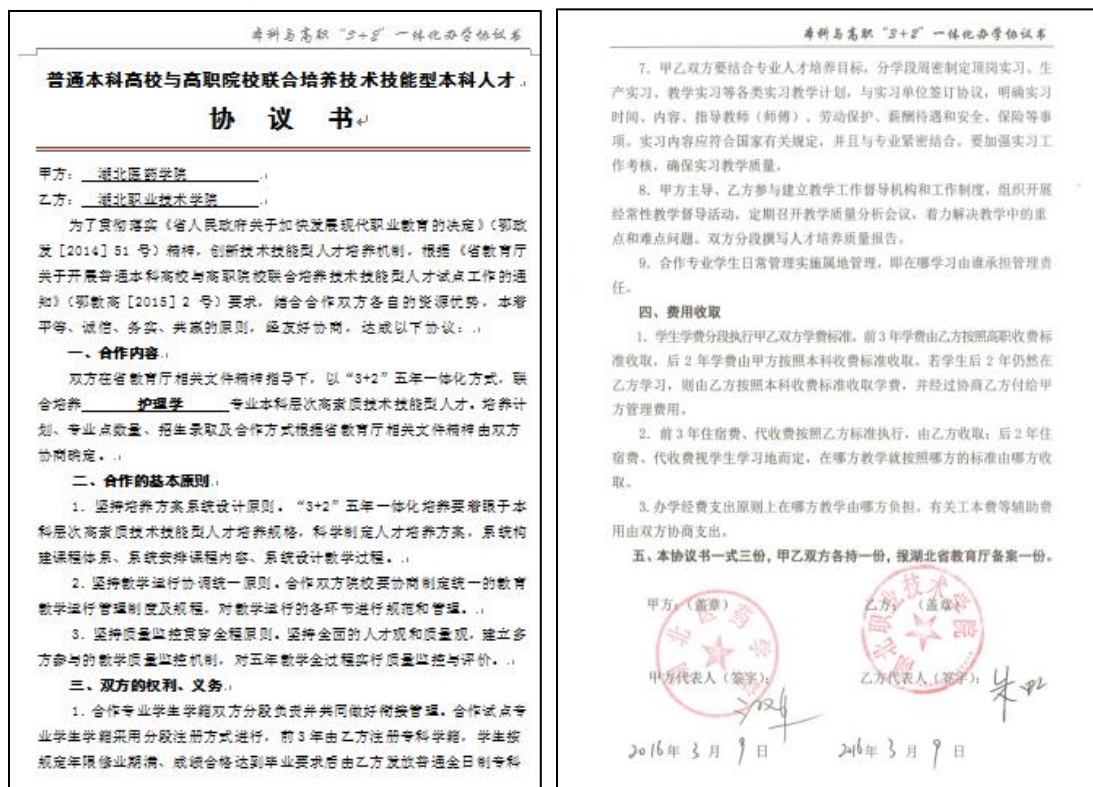 本科与高职“3+2”一体化办学协议书
普通本科高校与高职院校联合培养技术技能型本科人才
协 议 书
甲方： 湖北医药学院
乙方： 湖北职业技术学院
为了贯彻落实《省人民政府关于加快发展现代职业教育的决定》（鄂政
发［2014］51 号）精神，创新技术技能型人才培养机制，根据《省教育厅
关于开展普通本科高校与高职院校联合培养技术技能型人才试点工作的通
知》（鄂教高［2015］2 号）要求，结合合作双方各自的资源优势，本着
平等、诚信、务实、共赢的原则，经友好协商，达成以下协议：
一、合作内容
双方在省教育厅相关文件精神指导下，以“3+2”五年一体化方式，联
合培养 护理学 专业本科层次高素质技术技能型人才。培养计
划、专业点数量、招生录取及合作方式根据省教育厅相关文件精神由双方
协商确定。
二、合作的基本原则
1. 坚持培养方案系统设计原则。“3+2”五年一体化培养要着眼于本
科层次高素质技术技能型人才培养规格，科学制定人才培养方案，系统构
建课程体系、系统安排课程内容、系统设计教学过程。
2. 坚持教学运行协调统一原则。合作双方院校要协商制定统一的教育
教学运行管理制度及规程，对教学运行的各环节进行规范和管理。
3. 坚持质量监控贯穿全程原则。坚持全面的人才观和质量观，建立多
方参与的教学质量监控机制，对五年教学全过程实行质量监控与评价。
三、双方的权利、义务
1. 合作专业学生学籍双方分段负责并共同做好衔接管理。合作试点专
业学生学籍采用分段注册方式进行，前 3 年由乙方注册专科学籍，学生按
规定年限修业期满、成绩合格达到毕业要求后由乙方发放普通全日制专科
本科与高职“3+2”一体化办学协议书
7. 甲乙双方要结合专业人才培养目标，分学段周密制定顶岗实习、生
产实习、教学实习等各类实习教学计划，与实习单位签订协议，明确实习
时间、内容、指导教师（师傅）、劳动保护、薪酬待遇和安全、保险等事
项。实习内容应符合国家有关规定，并且与专业紧密结合。要加强实习工
作考核，确保实习教学质量。
8. 甲方主导、乙方参与建立教学工作督导机构和工作制度，组织开展
经常性教学督导活动，定期召开教学质量分析会议，着力解决教学中的重
点和难点问题。双方分段撰写人才培养质量报告。
9. 合作专业学生日常管理实施属地管理，即在哪学习由谁承担管理责
任。
四、费用收取
1. 学生学费分段执行甲乙双方学费标准，前 3 年学费由乙方按照高职收费标
准收取，后 2 年学费由甲方按照本科收费标准收取。若学生后 2 年仍然在
乙方学习，则由乙方按照本科收费标准收取学费，并经过协商乙方付给甲
方管理费用。
2. 前 3 年住宿费、代收费按照乙方标准执行，由乙方收取；后 2 年住
宿费、代收费视学生学习地而定，在哪方教学就按照哪方的标准由哪方收
取。
3. 办学经费支出原则上在哪方教学由哪方负担，有关工本费等辅助费
用由双方协商支出。
五、本协议书一式三份，甲乙双方各持一份，报湖北省教育厅备案一份。
甲方：（盖章） 乙方：（盖章）
湖北医药学院 湖北职业技术学院
甲方代表人（签字）： 乙方代表人（签字）：
2016年 3 月 9 日 2016年 3 月 9 日